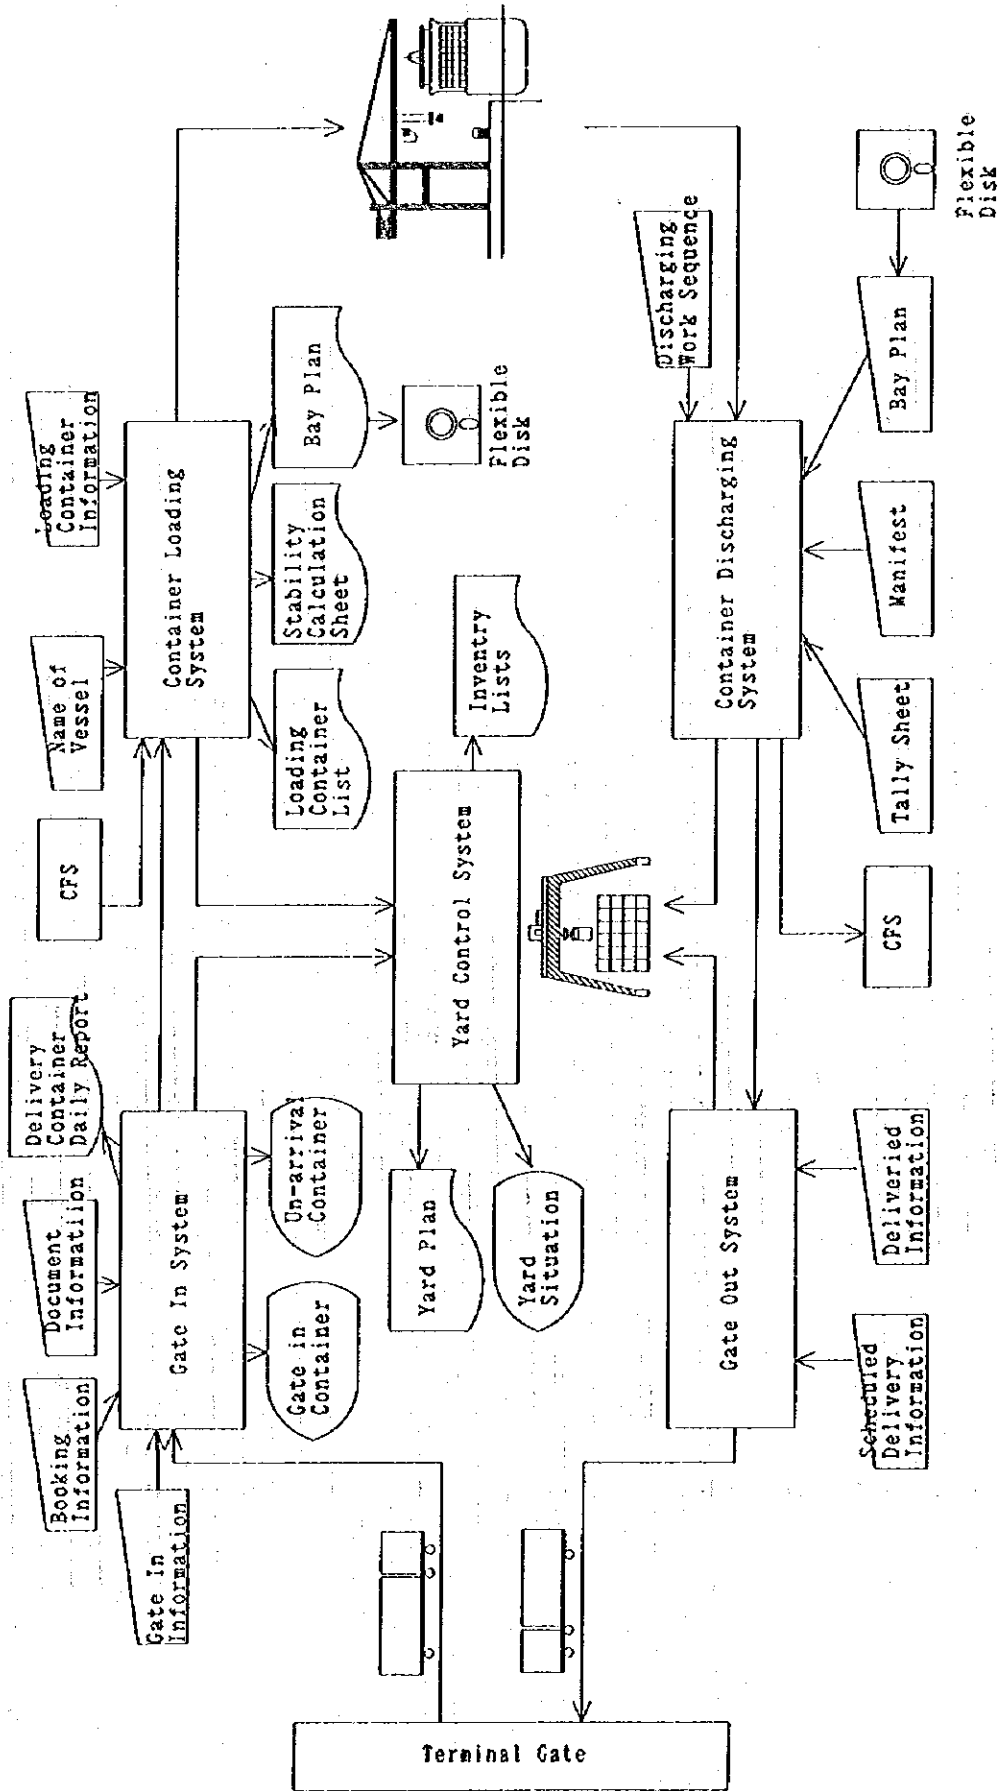 Booking
Information
Document
Informatiion
Delivery
Container
Daily Report
CFS
Name of
Vessel
Loading
Container
Information
Gate In
Information
Gate In System
Container Loading
System
Gate in
Container
Un-arrival
Container
Loading
Container
List
Stability
Calculation
Sheet
Bay Plan
Flexible
Disk
Yard Plan
Yard
Situation
Yard Control System
Inventry
Lists
Terminal Gate
Discharging
Work Sequence
Gate Out System
Container Discharging
System
Scheduled
Delivery
Information
Deliveried
Information
CFS
Tally Sheet
Manifest
Bay Plan
Flexible
Disk